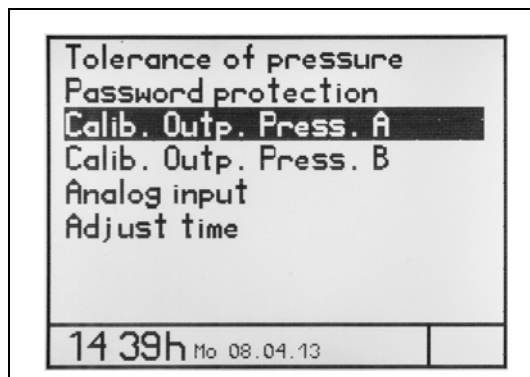 Tolerance of pressure
Password protection
Calib. Outp. Press. A
Calib. Outp. Press. B
Analog input
Adjust time
14 39h Mo 08.04.13